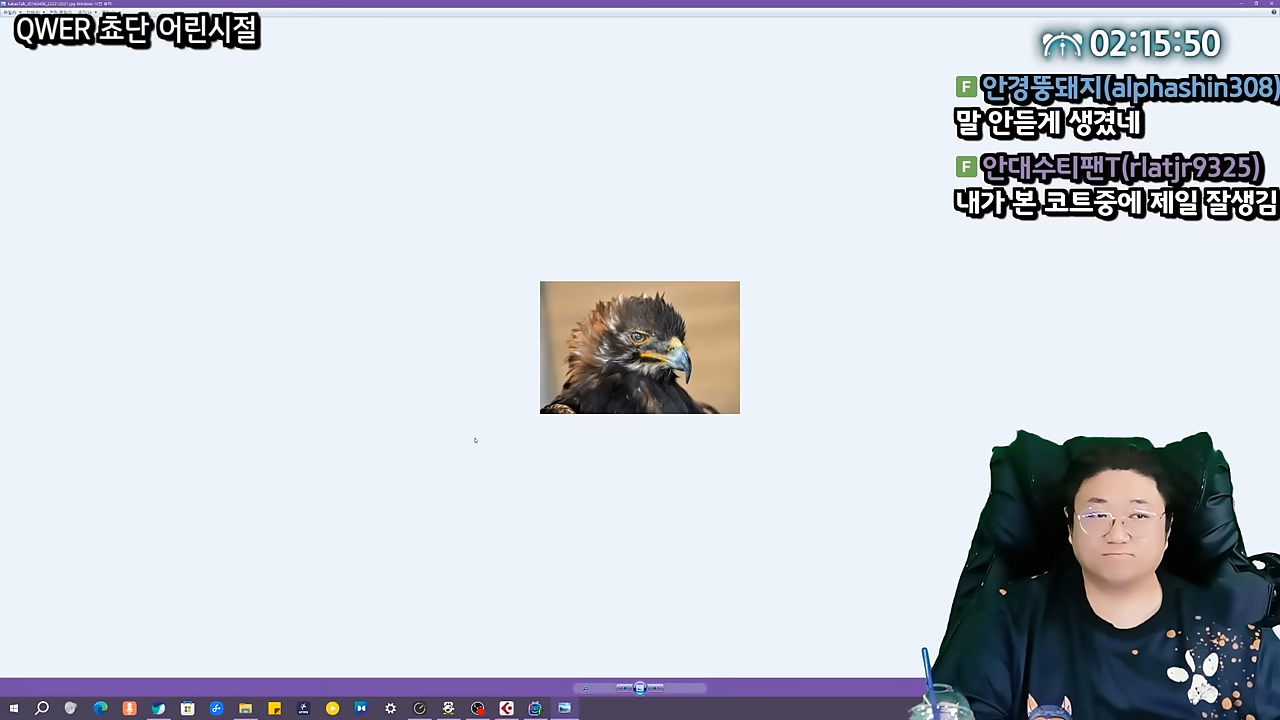 QWER 쵸단 어린시절
02:15:50
F 안경뚱돼지(alphashin308)
말 안듣게 생겼네
F 안대수티팬T(rlatjr9325)
내가 본 코트중에 제일 잘생김